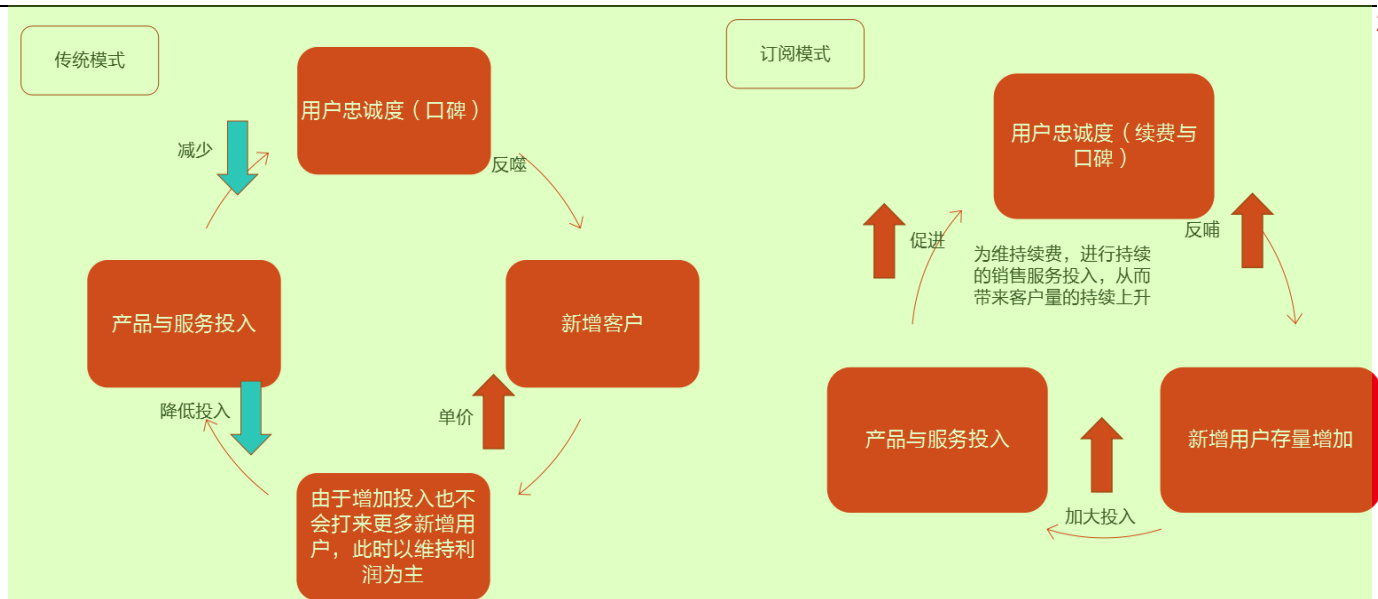 传统模式
用户忠诚度（口碑）
减少
反噬
产品与服务投入
新增客户
降低投入
单价
由于增加投入也不
会打来更多新增用
户，此时以维持利
润为主
订阅模式
用户忠诚度（续费与
口碑）
促进
反哺
为维持续费，进行持续
的销售服务投入，从而
带来客户量的持续上升
产品与服务投入
新增用户存量增加
加大投入